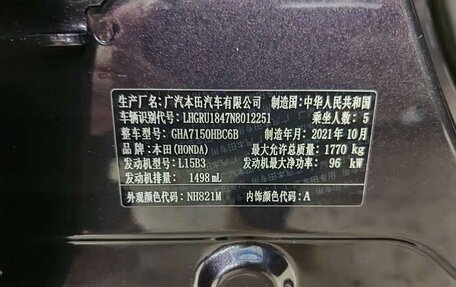 生产厂名：广汽本田汽车有限公司 制造国：中华人民共和国
车辆识别代号：LHGRU1847N8012251 乘坐人数：5
整车型号：GHA7150HBC6B 制造年月：2021年10月
品牌：本田(HONDA) 最大允许总质量：1770 kg
发动机型号：L15B3 发动机最大净功率：96 kW
发动机排量：1498 mL
外观颜色代码：NH821M 内饰颜色代码：A